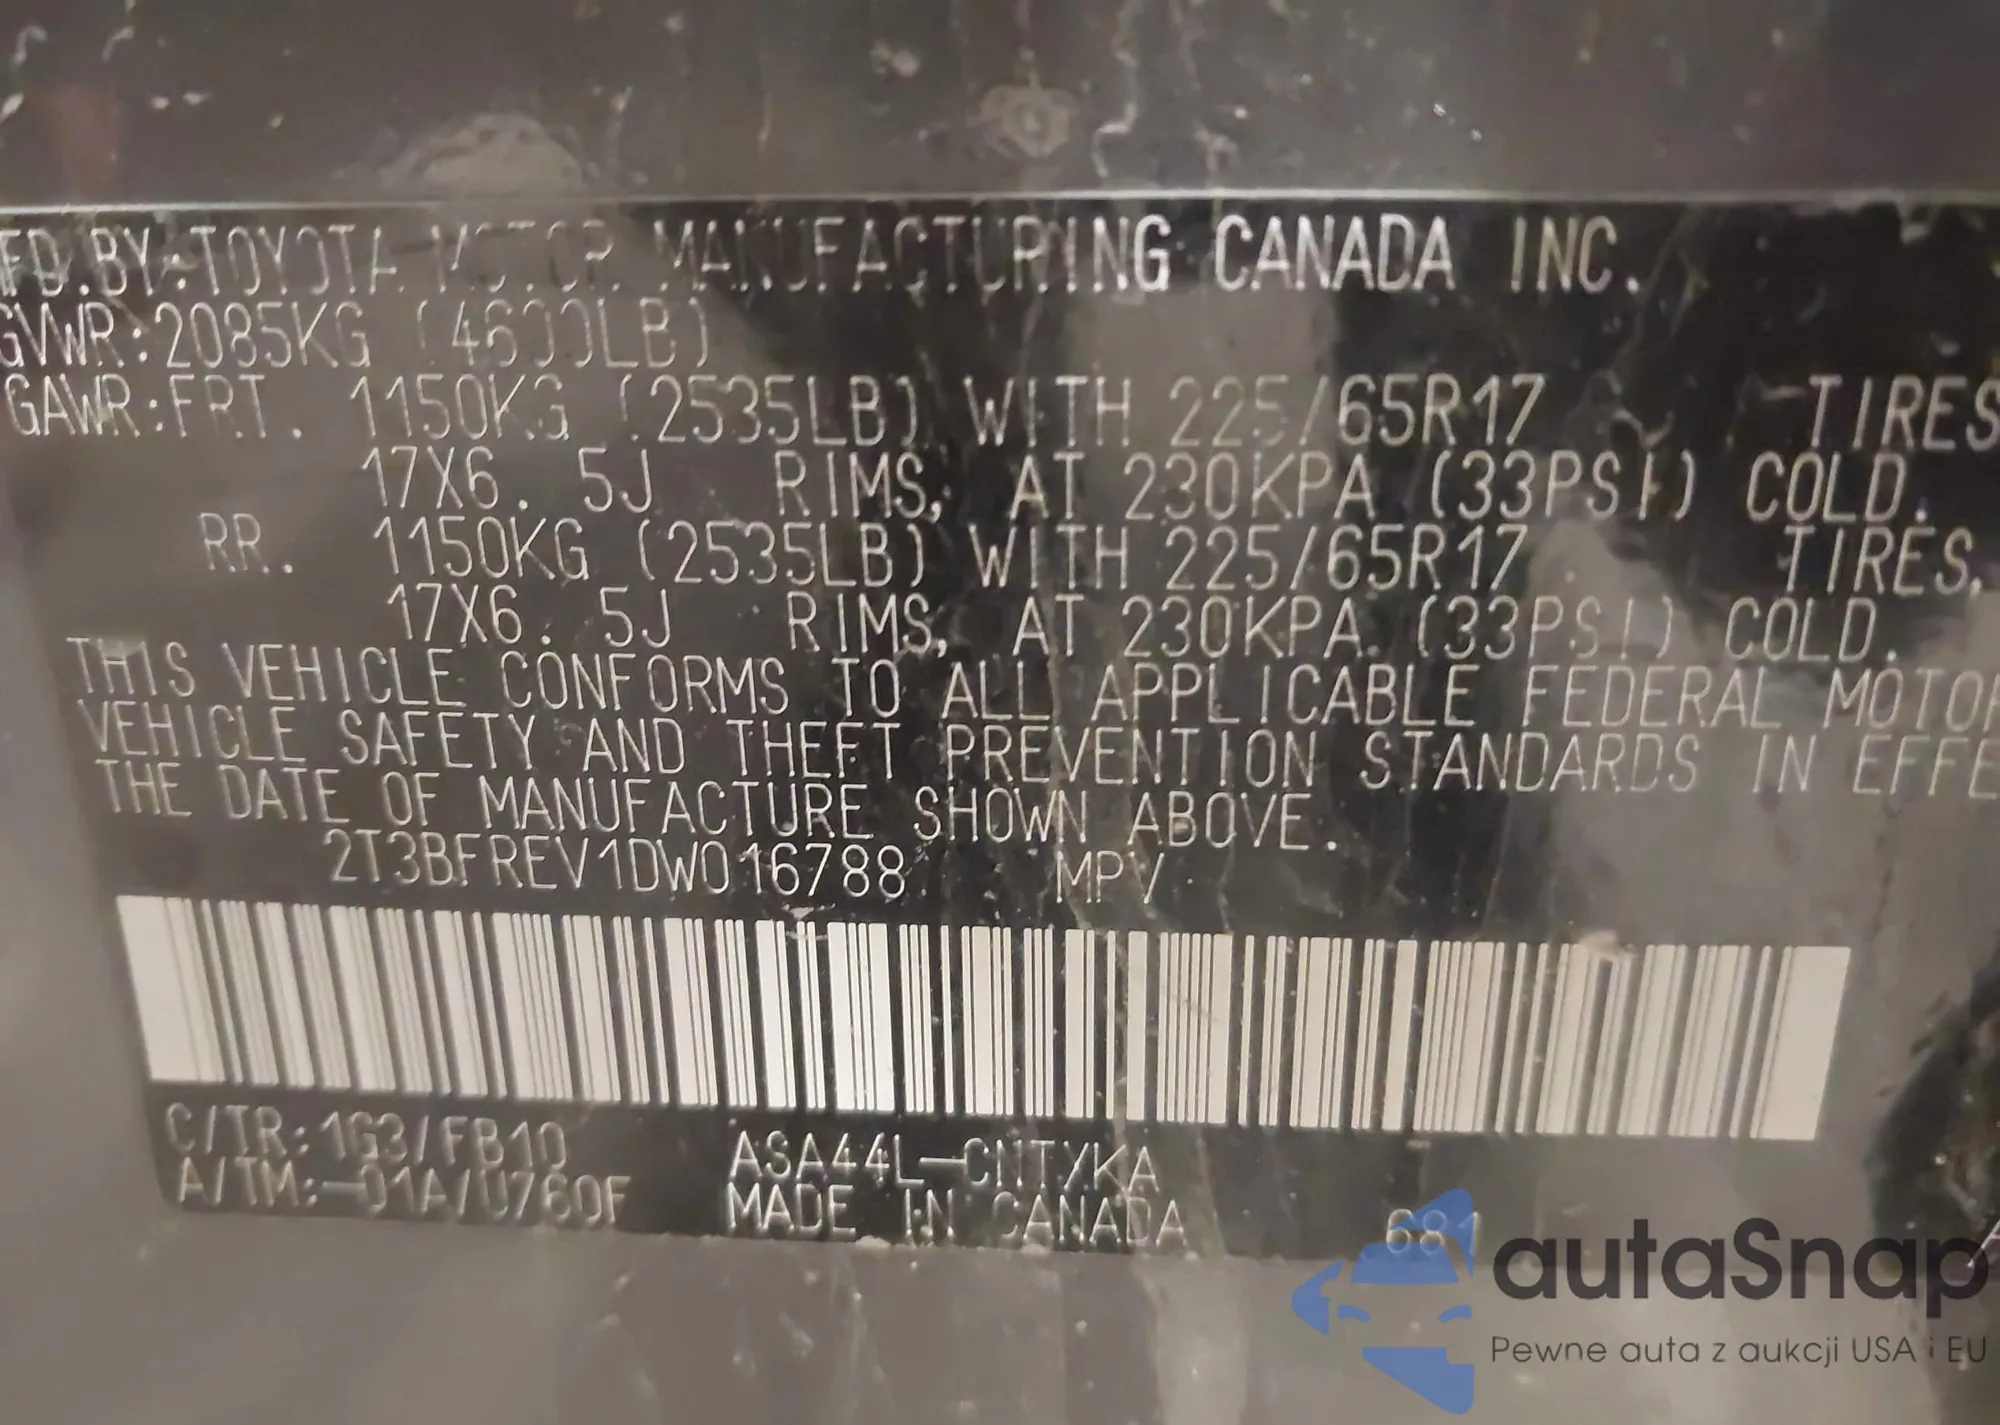 MFD.BY:TOYOTA MOTOR MANUFACTURING CANADA INC.
GVWR:2085KG (4600LB)
GAWR:FRT. 1150KG (2535LB) WITH 225/65R17 TIRES
17X6.5J RIMS, AT 230KPA (33PSI) COLD.
RR. 1150KG (2535LB) WITH 225/65R17 TIRES,
17X6.5J RIMS, AT 230KPA (33PSI) COLD.
THIS VEHICLE CONFORMS TO ALL APPLICABLE FEDERAL MOTOR
VEHICLE SAFETY AND THEFT PREVENTION STANDARDS IN EFFE
THE DATE OF MANUFACTURE SHOWN ABOVE.
2T3BFREV1DW016788 MPV
C/TR:1G3/FB10 ASA44L-CNTXKA
A/TM:-01A/U760F MADE IN CANADA 681
autaSnap
Pewne auta z aukcji USA i EU